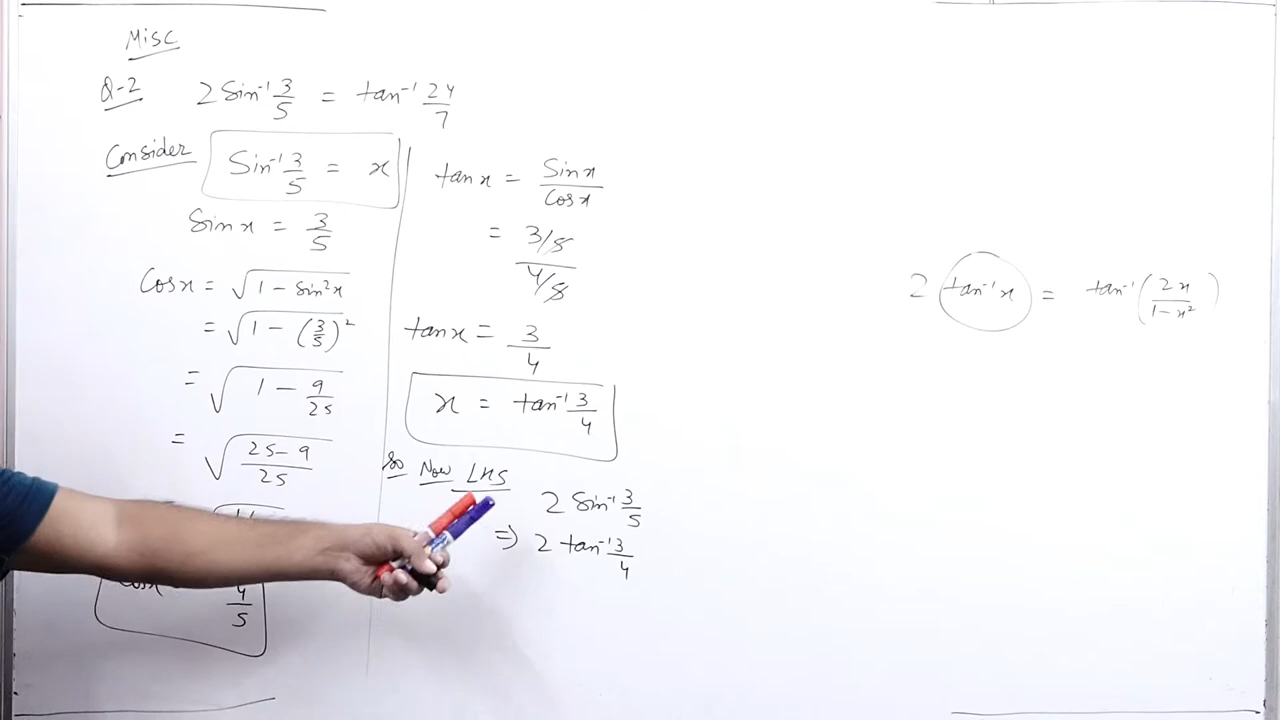 Misc
Q-2 2 Sin⁻¹ 3/5 = tan⁻¹ 24/7
Consider Sin⁻¹ 3/5 = x
Sin x = 3/5
Cos x = √(1 − sin²x)
= √(1 − (3/5)²)
= √(1 − 9/25)
= √((25 − 9)/25)
Cos x 4/5
tan x = Sin x / Cos x
= (3/5)/(4/5)
tan x = 3/4
x = tan⁻¹ 3/4
So Now LHS
2 Sin⁻¹ 3/5
⇒ 2 tan⁻¹ 3/4
2 tan⁻¹ x = tan⁻¹ (2x/(1 − x²))